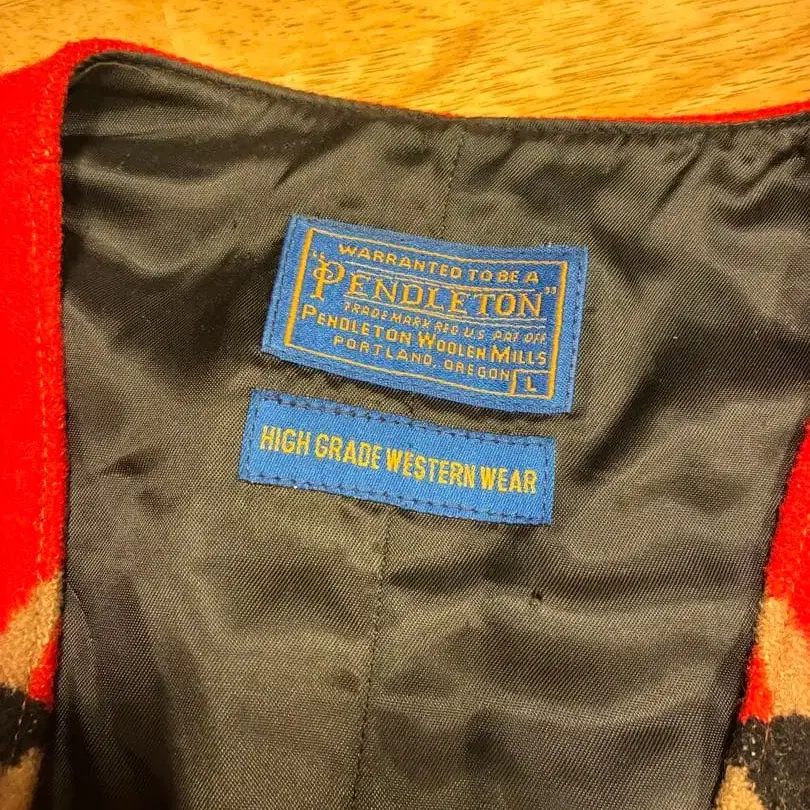 WARRANTED TO BE A
"PENDLETON"
TRADE MARK REG U.S. PAT OFF
PENDLETON WOOLEN MILLS
PORTLAND, OREGON L
HIGH GRADE WESTERN WEAR